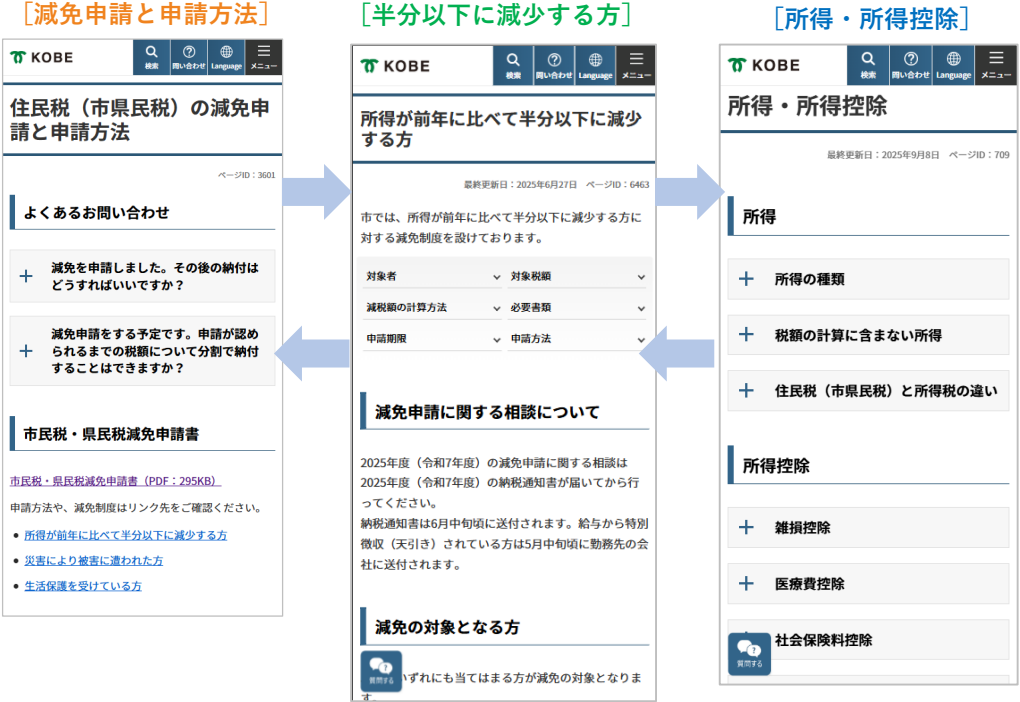 ［減免申請と申請方法］
KOBE
検索
問い合わせ
Language
メニュー
住民税（市県民税）の減免申
請と申請方法
ページID：3601
よくあるお問い合わせ
減免を申請しました。その後の納付は
どうすればいいですか？
減免申請をする予定です。申請が認め
られるまでの税額について分割で納付
することはできますか？
市民税・県民税減免申請書
市民税・県民税減免申請書（PDF：295KB）
申請方法や、減免制度はリンク先をご確認ください。
所得が前年に比べて半分以下に減少する方
災害により被害に遭われた方
生活保護を受けている方
［半分以下に減少する方］
KOBE
検索
問い合わせ
Language
メニュー
所得が前年に比べて半分以下に減少
する方
最終更新日：2025年6月27日　ページID：6463
市では、所得が前年に比べて半分以下に減少する方に
対する減免制度を設けております。
対象者
対象税額
減税額の計算方法
必要書類
申請期限
申請方法
減免申請に関する相談について
2025年度（令和7年度）の減免申請に関する相談は
2025年度（令和7年度）の納税通知書が届いてから行
ってください。
納税通知書は6月中旬頃に送付されます。給与から特別
徴収（天引き）されている方は5月中旬頃に勤務先の会
社に送付されます。
減免の対象となる方
いずれにも当てはまる方が減免の対象となりま
す。
質問する
［所得・所得控除］
KOBE
検索
問い合わせ
Language
メニュー
所得・所得控除
最終更新日：2025年9月8日　ページID：709
所得
所得の種類
税額の計算に含まない所得
住民税（市県民税）と所得税の違い
所得控除
雑損控除
医療費控除
社会保険料控除
質問する